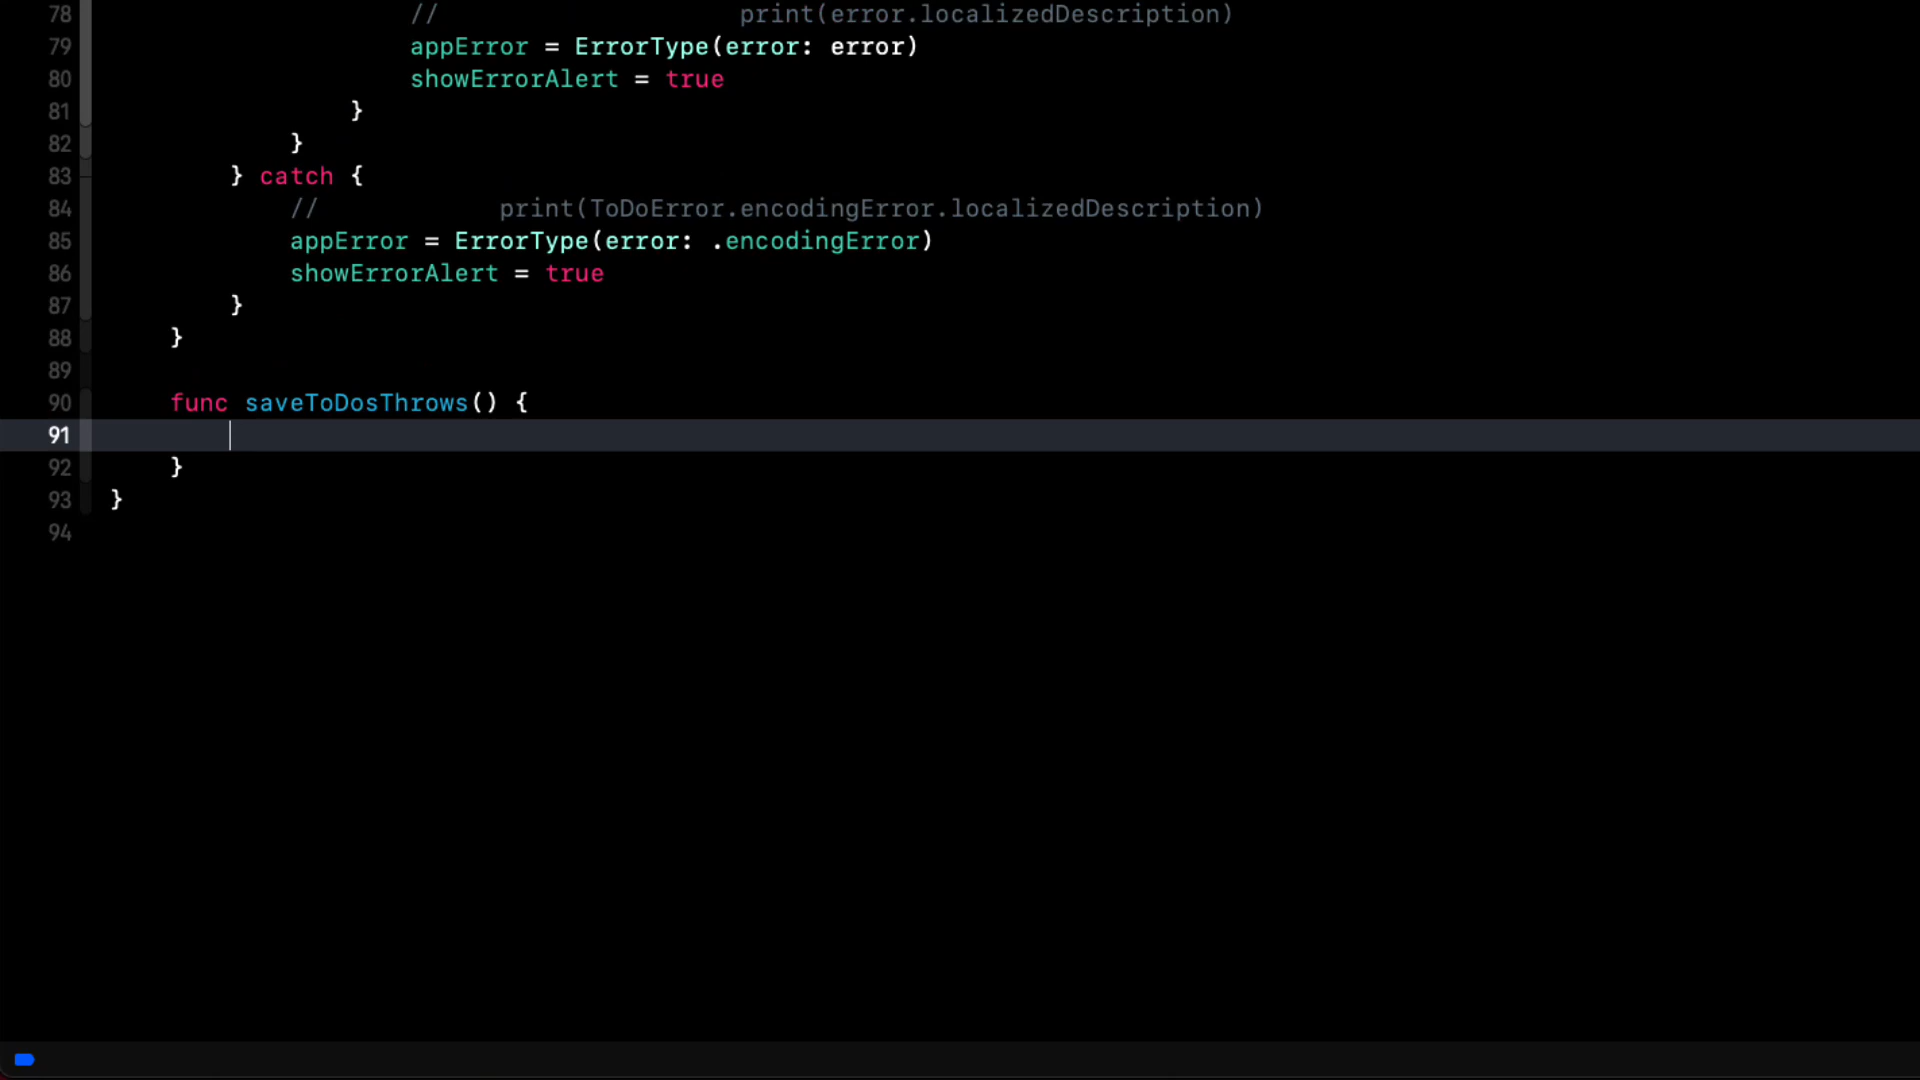 78 // print(error.localizedDescription)
79 appError = ErrorType(error: error)
80 showErrorAlert = true
81 }
82 }
83 } catch {
84 // print(ToDoError.encodingError.localizedDescription)
85 appError = ErrorType(error: .encodingError)
86 showErrorAlert = true
87 }
88 }
89
90 func saveToDosThrows() {
91
92 }
93 }
94